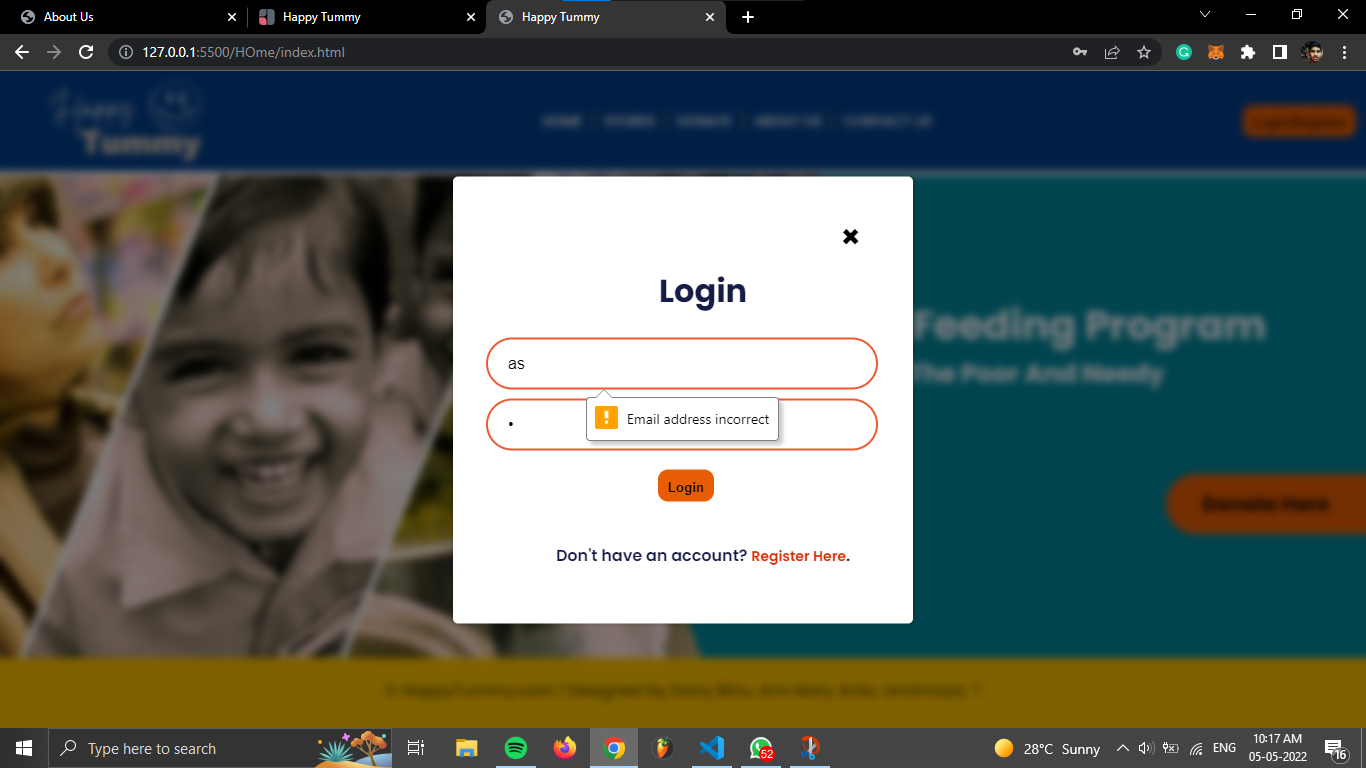 About Us
Happy Tummy
Happy Tummy
127.0.0.1:5500/HOme/index.html
Happy
Tummy
HOME
STORES
DONATE
ABOUT US
CONTACT US
Login/Register
Login
as
Email address incorrect
Login
Don't have an account? Register Here.
Feeding Program
The Poor And Needy
Donate Here
Type here to search
52
28°C Sunny
ENG
10:17 AM
05-05-2022
16